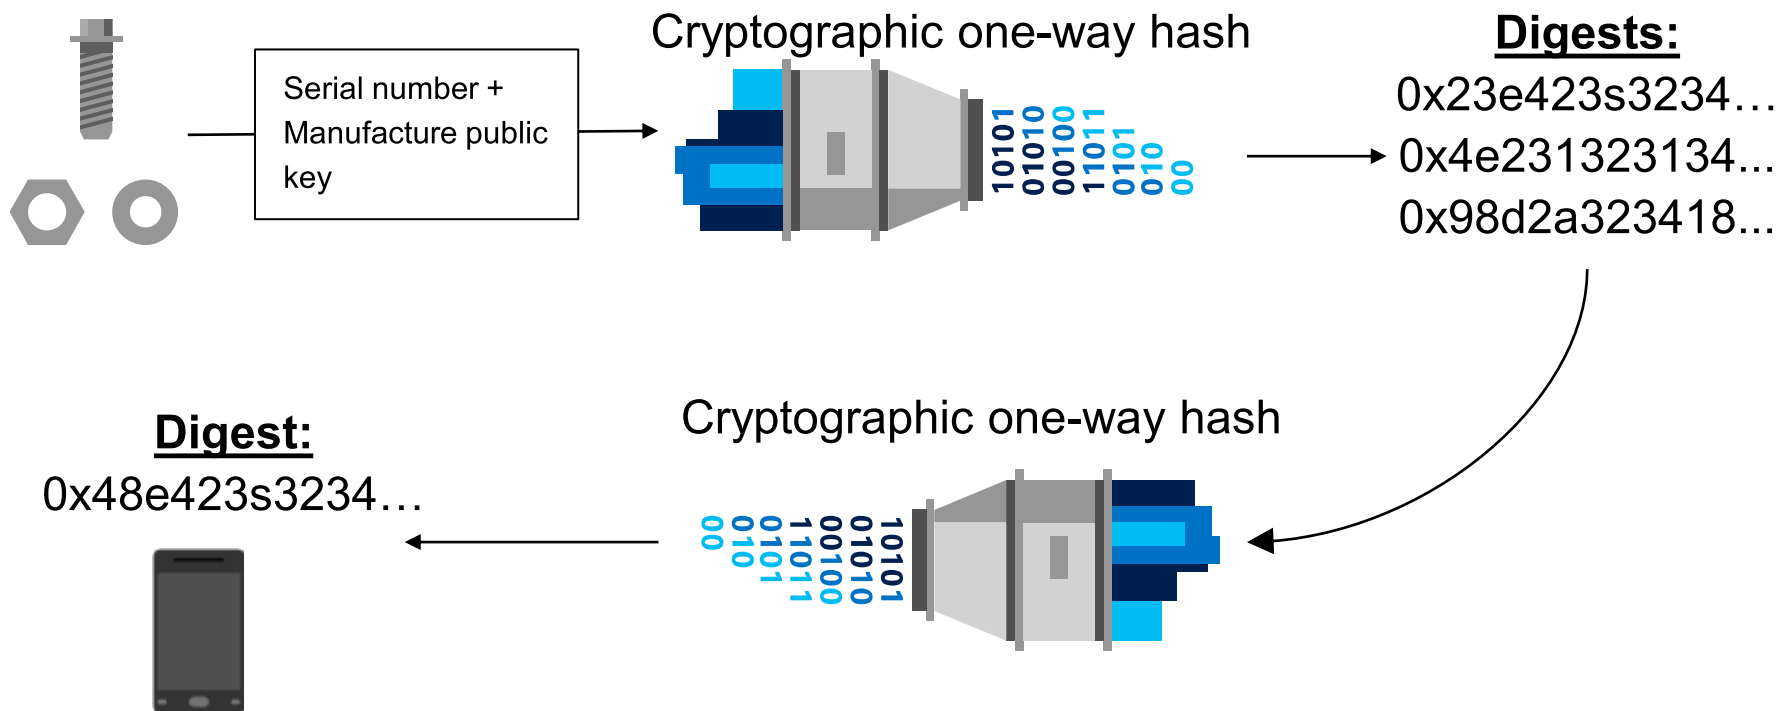 Cryptographic one-way hash
Digests:
Serial number +
Manufacture public
key
0x23e423s3234…
0x4e231323134...
0x98d2a323418...
10101
01010
00100
11011
0101
010
00
Cryptographic one-way hash
Digest:
0x48e423s3234…
10101
01010
00100
11011
0101
010
00